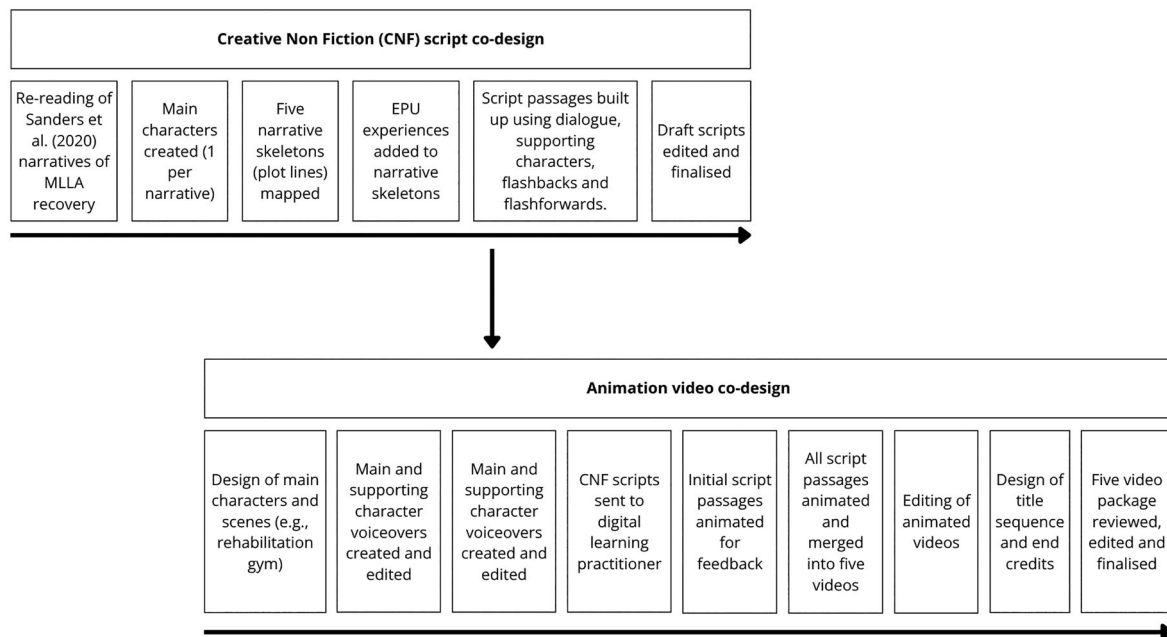 Creative Non Fiction (CNF) script co-design
Re-reading of
Sanders et
al. (2020)
narratives of
MLLA
recovery
Main
characters
created (1
per
narrative)
Five
narrative
skeletons
(plot lines)
mapped
EPU
experiences
added to
narrative
skeletons
Script passages built
up using dialogue,
supporting
characters,
flashbacks and
flashforwards.
Draft scripts
edited and
finalised
Animation video co-design
Design of main
characters and
scenes (e.g.,
rehabilitation
gym)
Main and
supporting
character
voiceovers
created and
edited
Main and
supporting
character
voiceovers
created and
edited
CNF scripts
sent to
digital
learning
practitioner
Initial script
passages
animated
for
feedback
All script
passages
animated
and
merged
into five
videos
Editing of
animated
videos
Design of
title
sequence
and end
credits
Five video
package
reviewed,
edited and
finalised